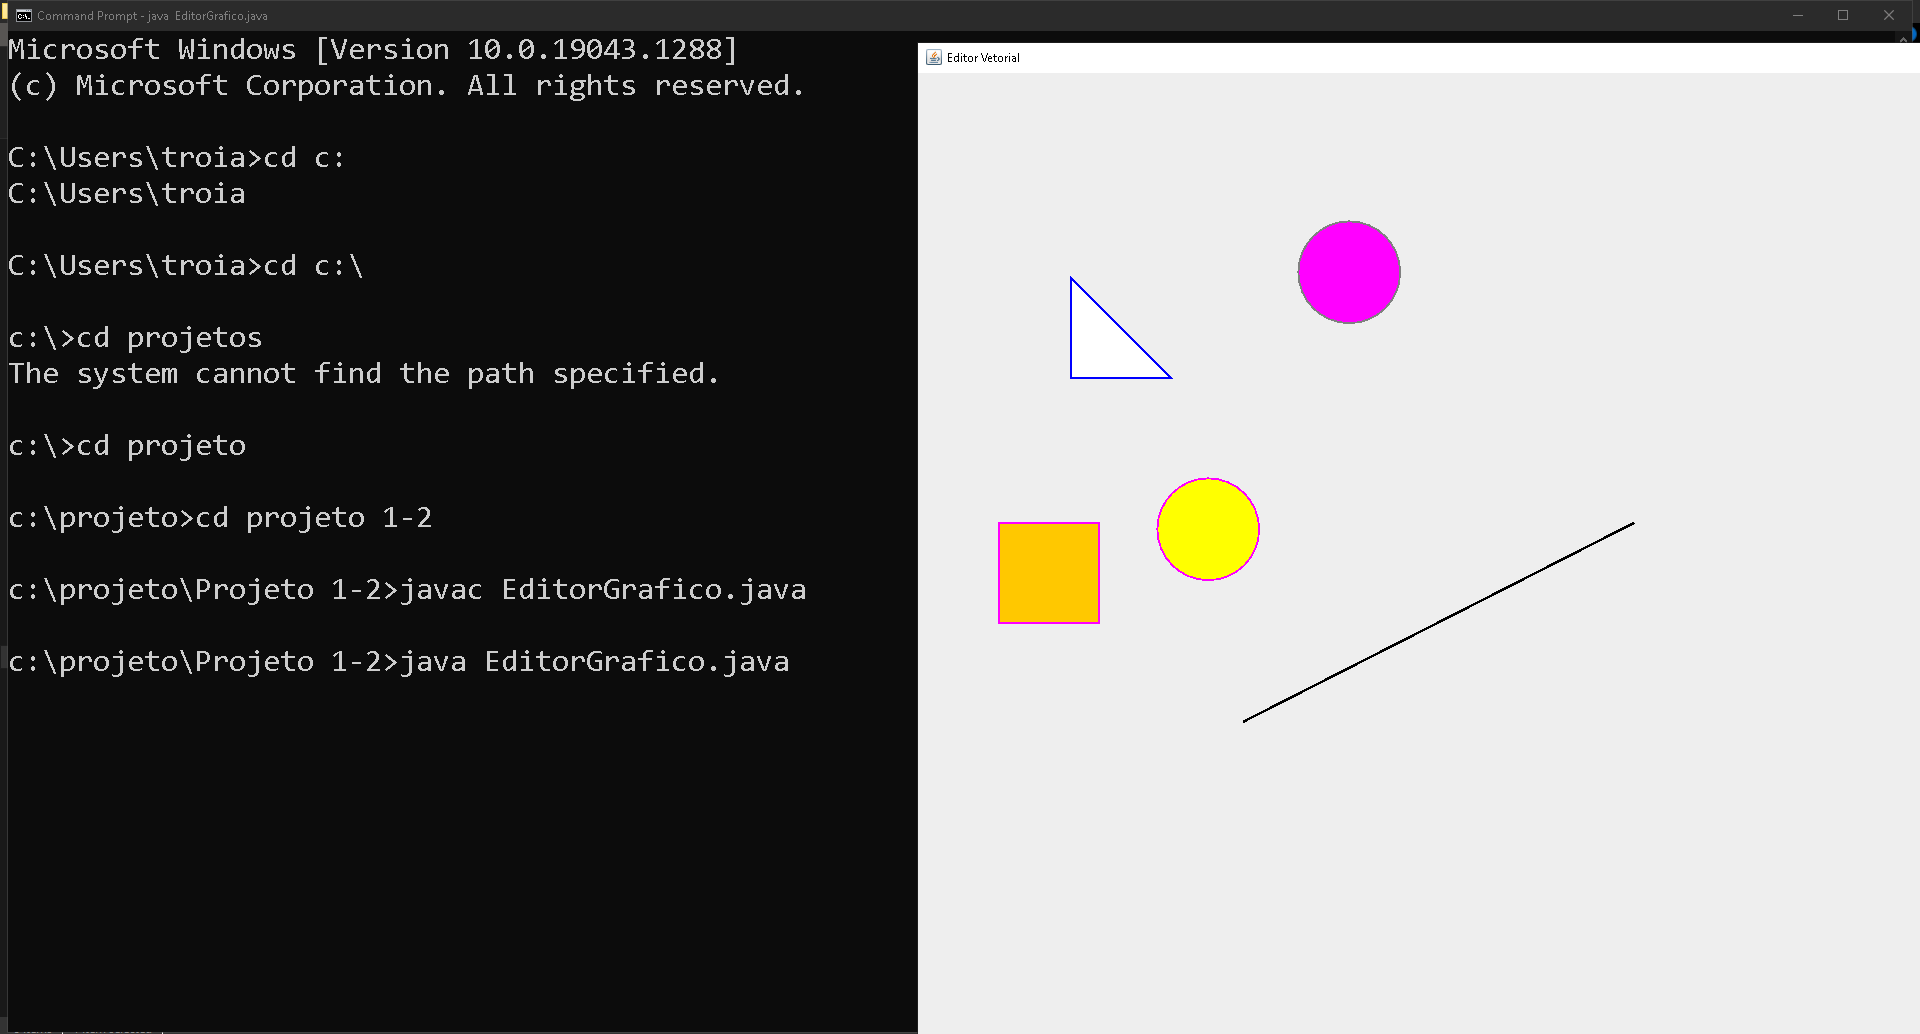 Command Prompt - java  EditorGrafico.java
Microsoft Windows [Version 10.0.19043.1288]
(c) Microsoft Corporation. All rights reserved.
C:\Users\troia>cd c:
C:\Users\troia
C:\Users\troia>cd c:\
c:\>cd projetos
The system cannot find the path specified.
c:\>cd projeto
c:\projeto>cd projeto 1-2
c:\projeto\Projeto 1-2>javac EditorGrafico.java
c:\projeto\Projeto 1-2>java EditorGrafico.java
Editor Vetorial